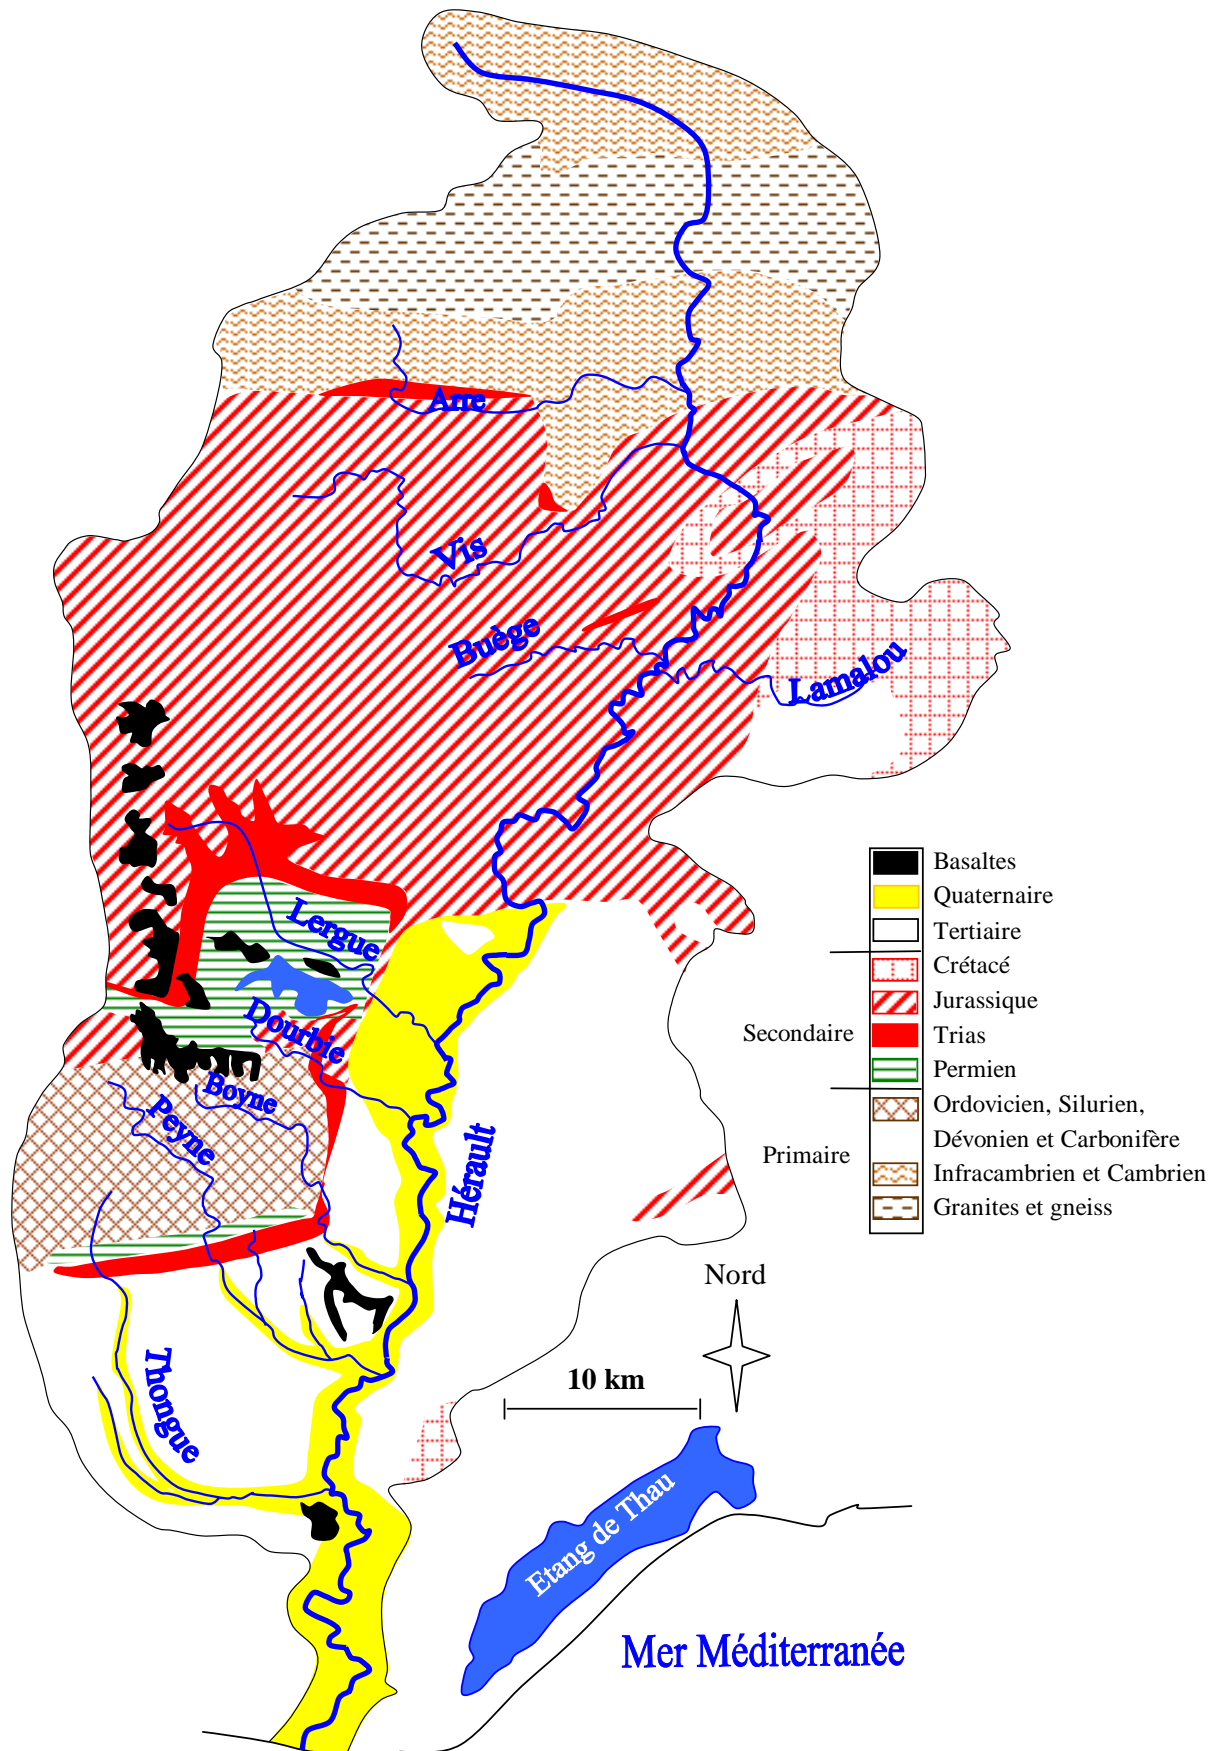 Arre
Vis
Buège
Lamalou
Lergue
Dourbie
Boyne
Peyne
Hérault
Thongue
Basaltes
Quaternaire
Tertiaire
Crétacé
Jurassique
Secondaire
Trias
Permien
Ordovicien, Silurien,
Dévonien et Carbonifère
Primaire
Infracambrien et Cambrien
Granites et gneiss
Nord
10 km
Etang de Thau
Mer Méditerranée